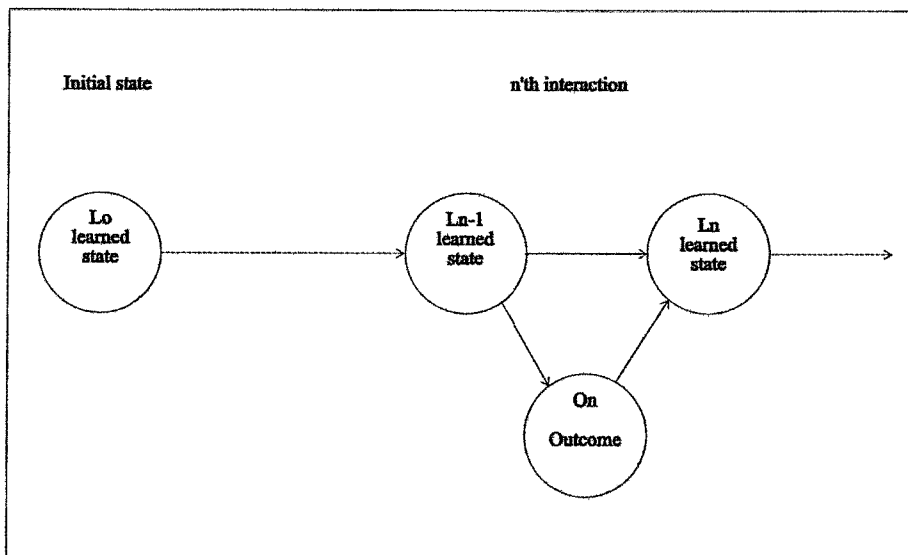 Initial state
n'th interaction
Lo
learned
state
Ln-1
learned
state
Ln
learned
state
On
Outcome